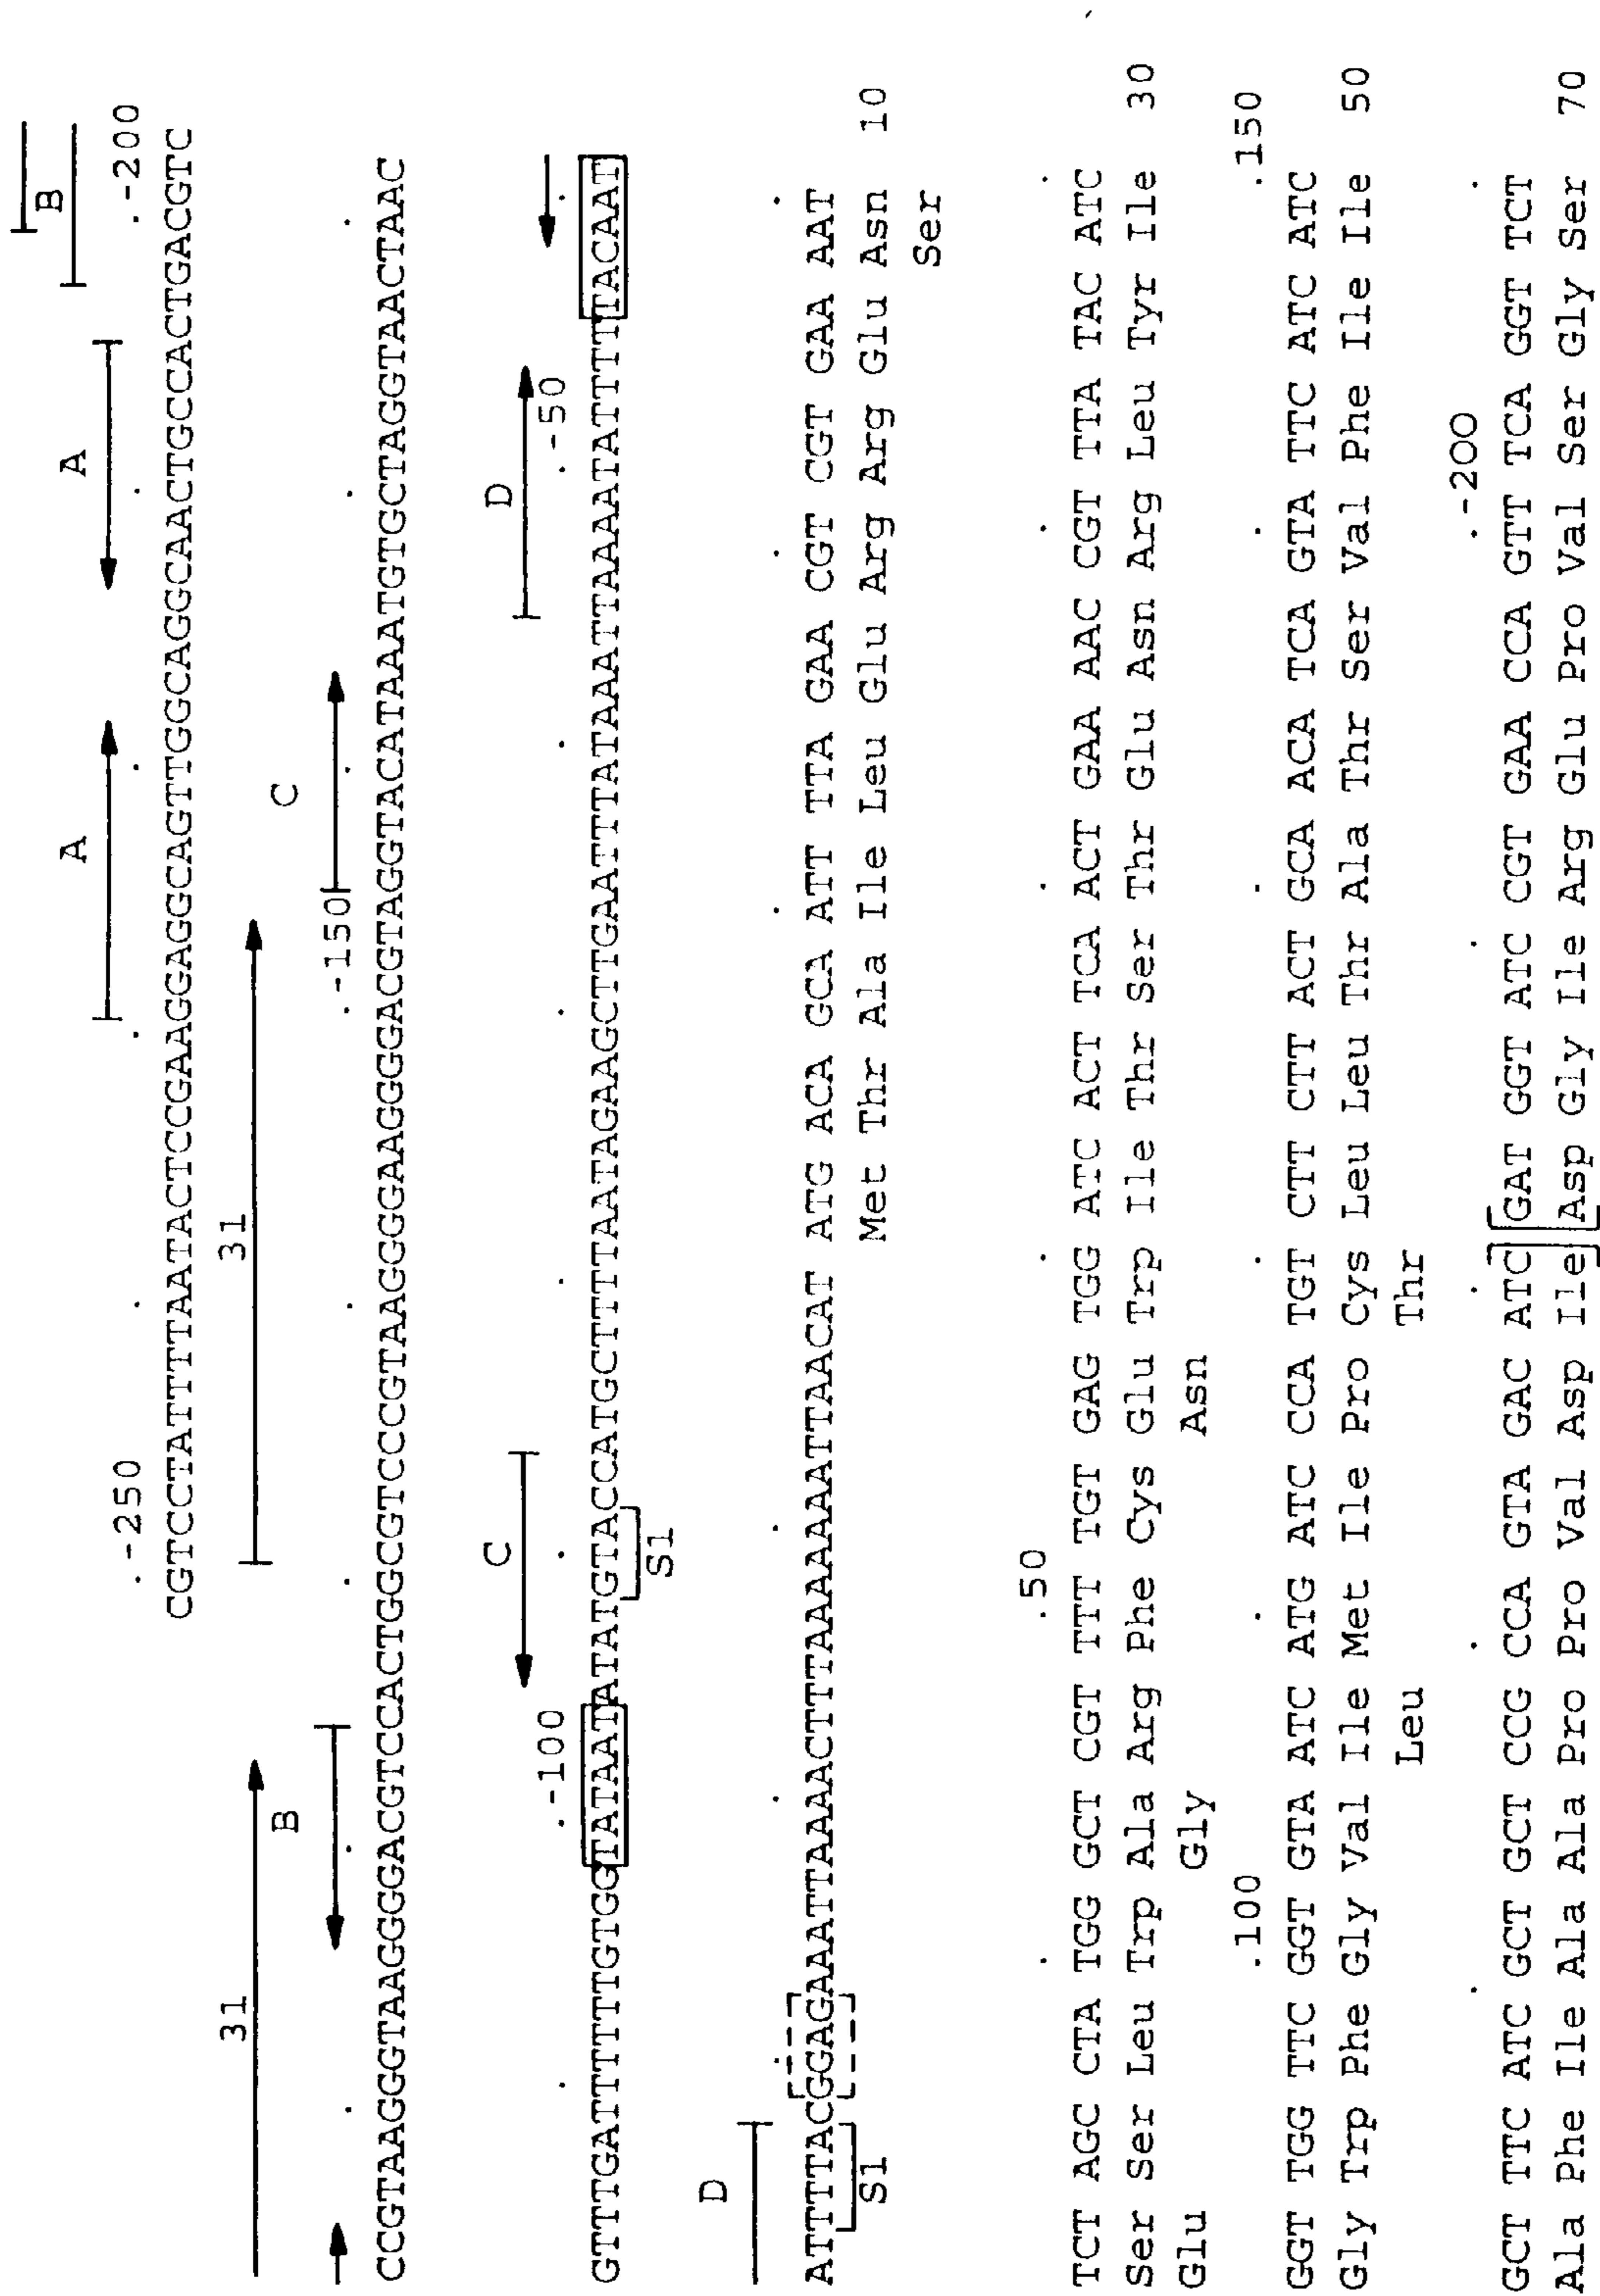 B
A A
.-250 . . . . .-200
CGTCCTATTTTAATACTCCGAAGGAGGCAGTTGGCAGGCAACTGCCACTGACGTC
31 31
B C
. . . . .-150 . . .
CCGTAAGGGTAAGGGACGTCCACTGGCGTCCCGTAAGGGGAAGGGGACGTAGGTACATAAATGTGCTAGGTAACTAAC
C D
. .-100 . . . . .-50 .
GTTTGATTTTTGTGGTATAATATATGTACCATGCTTTTAATAGAAGCTTGAATTTATAAATTAAAATATTTTTACAAT
S1
D
. . . . . .
ATTTTACGGAGAAATTAAACTTTAAAAAAAATTAACAT ATG ACA GCA ATT TTA GAA CGT CGT GAA AAT
S1 Met Thr Ala Ile Leu Glu Arg Arg Glu Asn 10
Ser
. .50 . . . .
TCT AGC CTA TGG GCT CGT TTT TGT GAG TGG ATC ACT TCA ACT GAA AAC CGT TTA TAC ATC
Ser Ser Leu Trp Ala Arg Phe Cys Glu Trp Ile Thr Ser Thr Glu Asn Arg Leu Tyr Ile 30
Glu Gly Asn
.100 . . . . .150
GGT TGG TTC GGT GTA ATC ATG ATC CCA TGT CTT CTT ACT GCA ACA TCA GTA TTC ATC ATC
Gly Trp Phe Gly Val Ile Met Ile Pro Cys Leu Leu Thr Ala Thr Ser Val Phe Ile Ile 50
Leu Thr
. . . . .-200 .
GCT TTC ATC GCT GCT CCG CCA GTA GAC ATC GAT GGT ATC CGT GAA CCA GTT TCA GGT TCT
Ala Phe Ile Ala Ala Pro Pro Val Asp Ile Asp Gly Ile Arg Glu Pro Val Ser Gly Ser 70